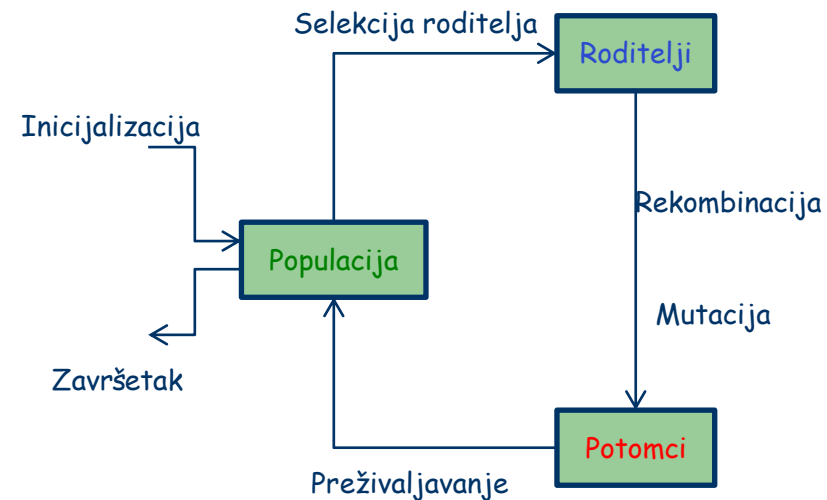 Selekcija roditelja
Roditelji
Inicijalizacija
Rekombinacija
Populacija
Mutacija
Završetak
Potomci
Preživaljavanje